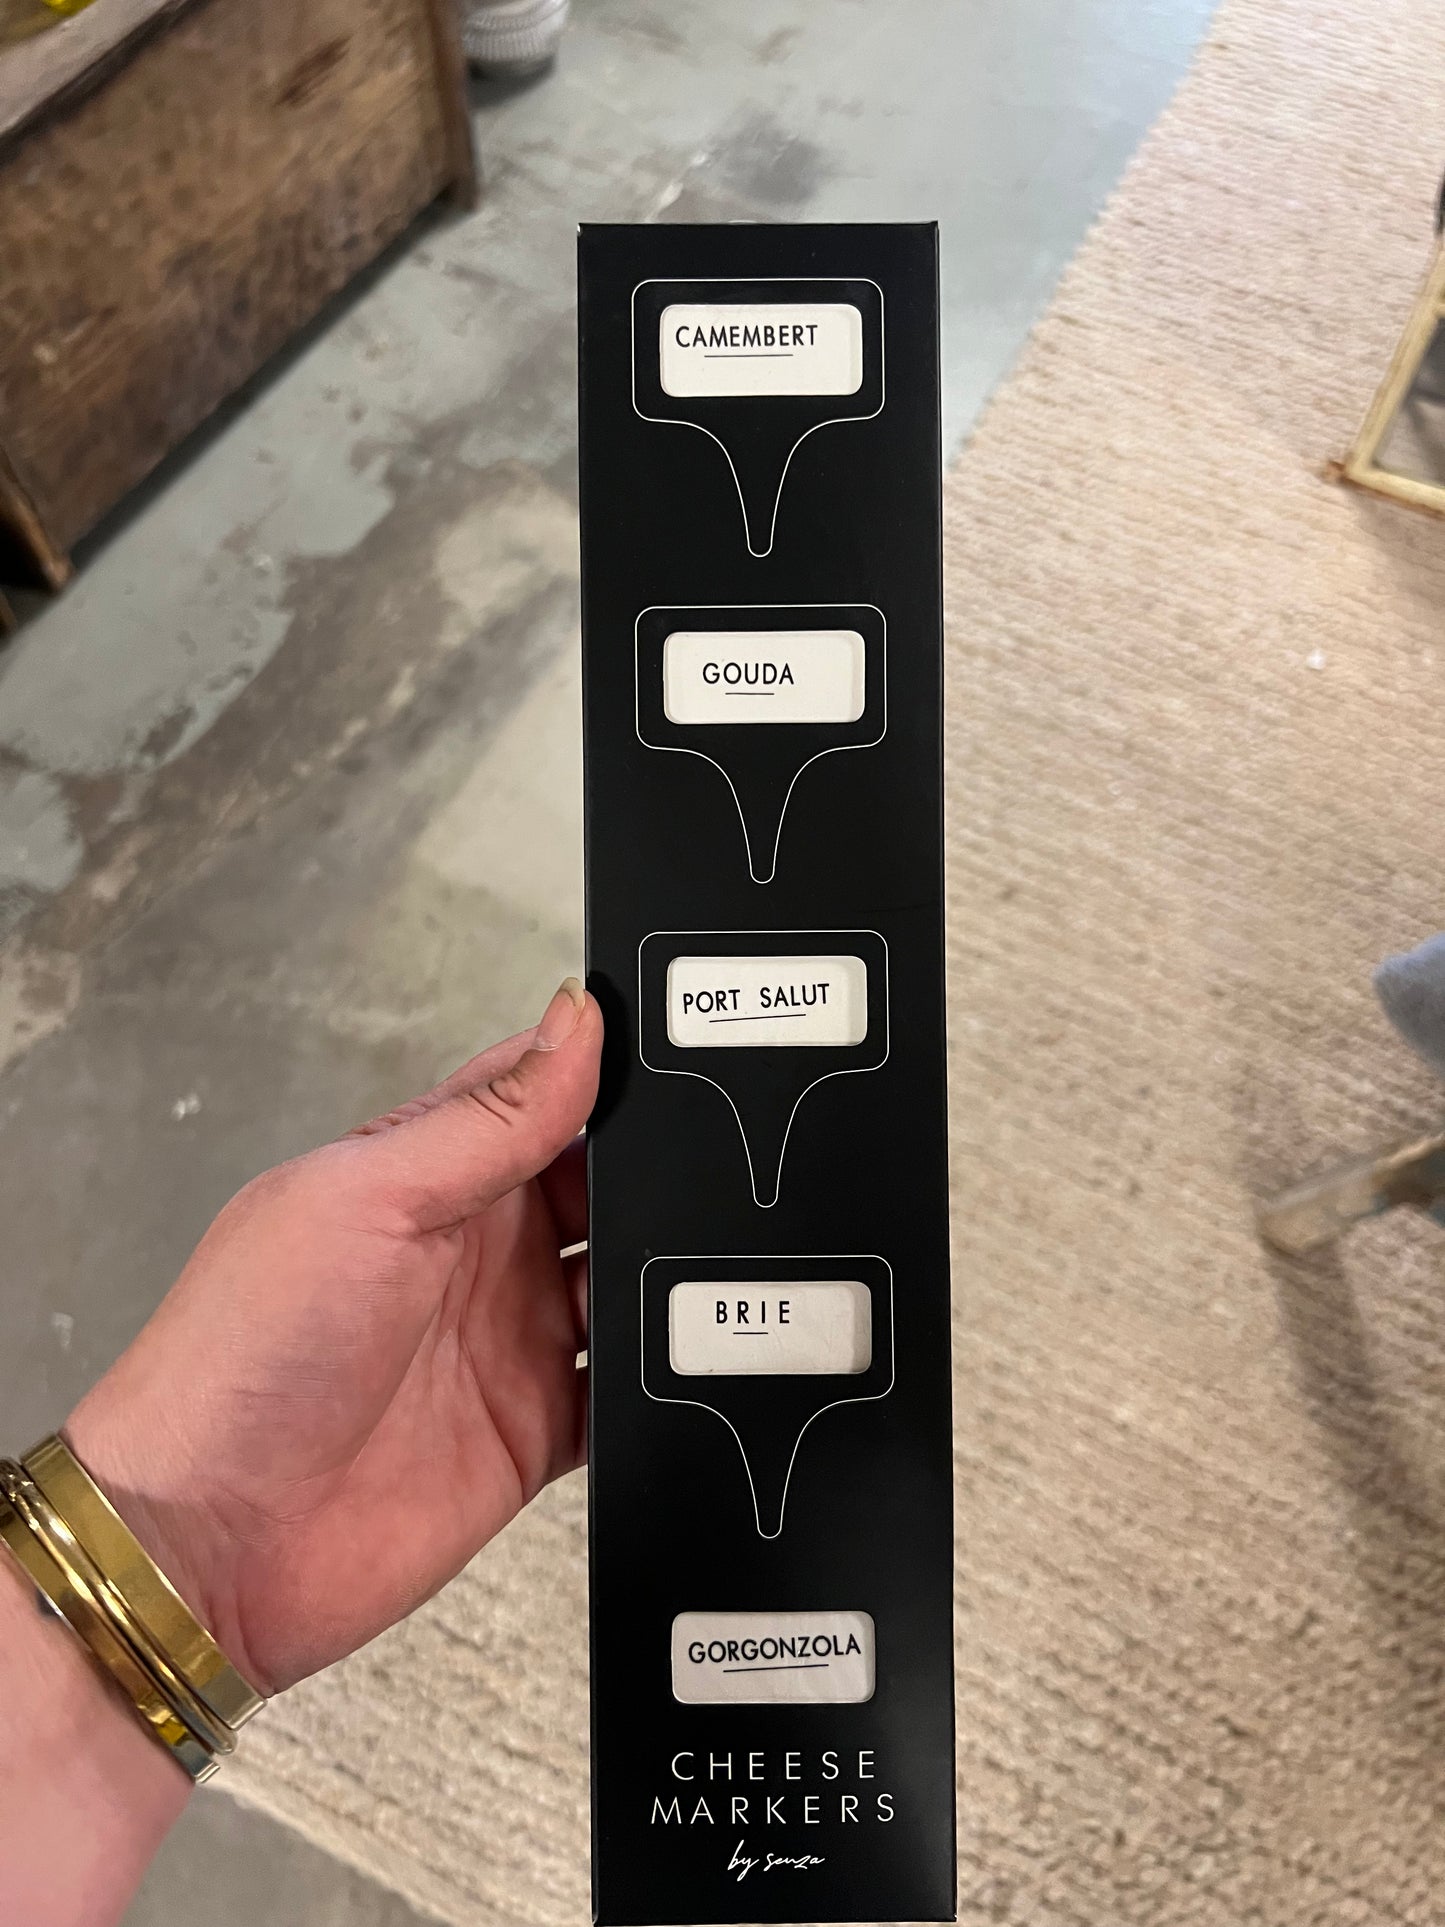 CAMEMBERT
GOUDA
PORT SALUT
BRIE
GORGONZOLA
CHEESE
MARKERS
by senza